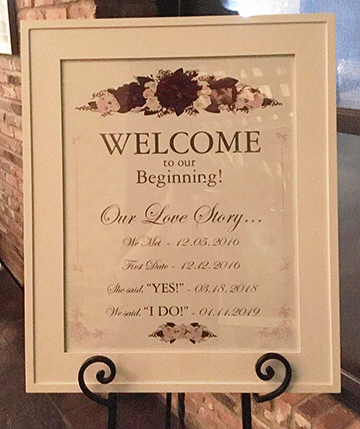 WELCOME
to our
Beginning!
Our Love Story...
We Met - 12.05.2016
First Date - 12.12.2016
She said, "YES!" - 03.18.2018
We said, "I DO!" - 01.11.2019